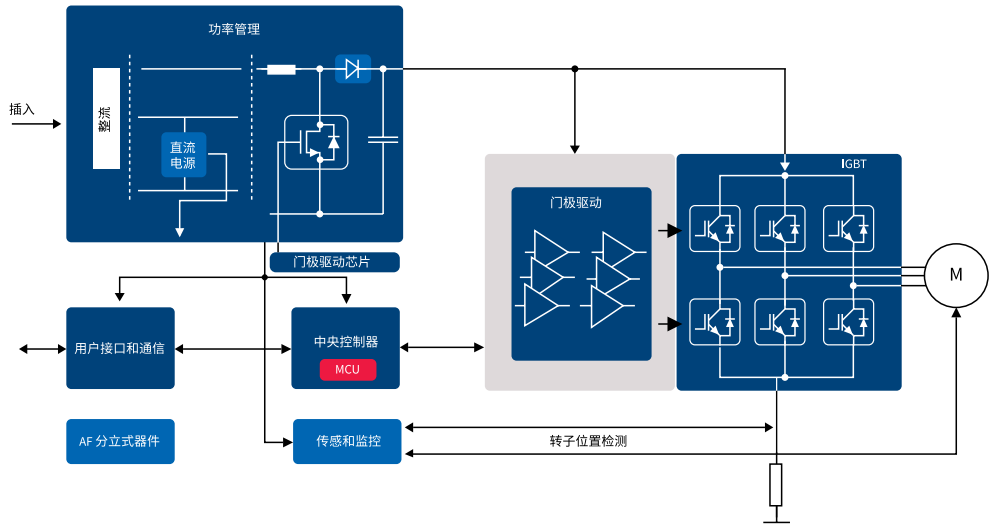 功率管理
插入
整流
直流
电源
IGBT
门极驱动
门极驱动芯片
M
用户接口和通信
中央控制器
MCU
AF 分立式器件
传感和监控
转子位置检测